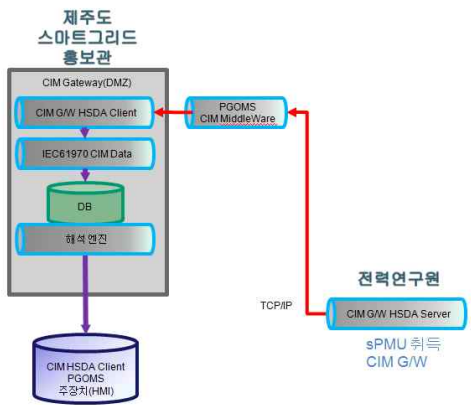 제주도
스마트그리드
홍보관
CIM Gateway(DMZ)
CIM G/W HSDA Client
PGOMS
CIM MiddleWare
IEC61970 CIM Data
DB
해석엔진
전력연구원
TCP/IP
CIM G/W HSDA Server
sPMU 취득
CIM G/W
CIM HSDA Client
PGOMS
주장치(HMI)